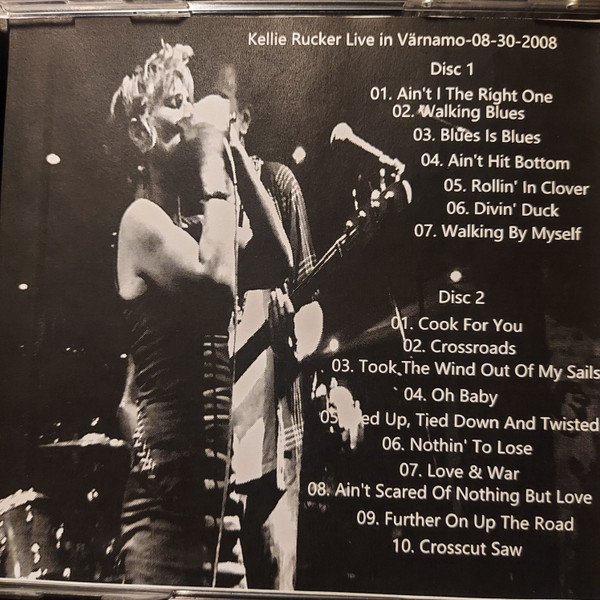 Kellie Rucker Live in Värnamo-08-30-2008
Disc 1
01. Ain't I The Right One
02. Walking Blues
03. Blues Is Blues
04. Ain't Hit Bottom
05. Rollin' In Clover
06. Divin' Duck
07. Walking By Myself
Disc 2
01. Cook For You
02. Crossroads
03. Took The Wind Out Of My Sails
04. Oh Baby
05. Up, Tied Down And Twisted
06. Nothin' To Lose
07. Love & War
08. Ain't Scared Of Nothing But Love
09. Further On Up The Road
10. Crosscut Saw